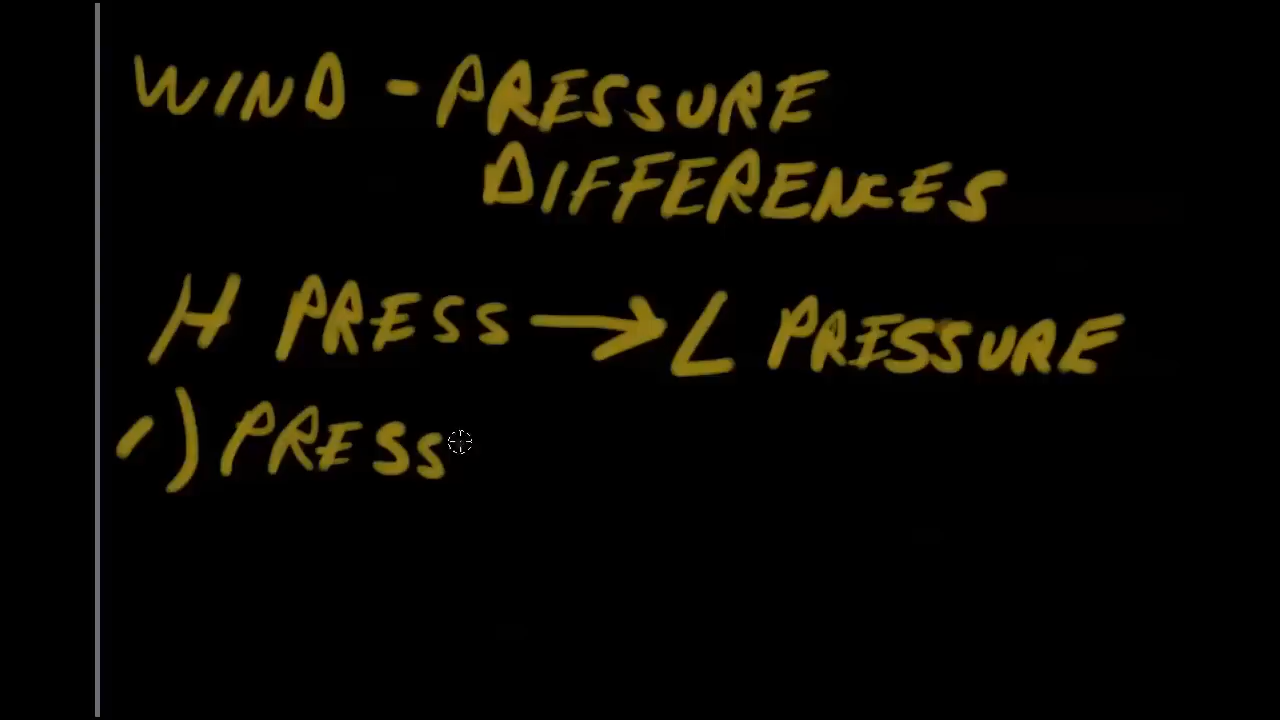 WIND - PRESSURE
DIFFERENCES
H PRESS → L PRESSURE
1) PRESS